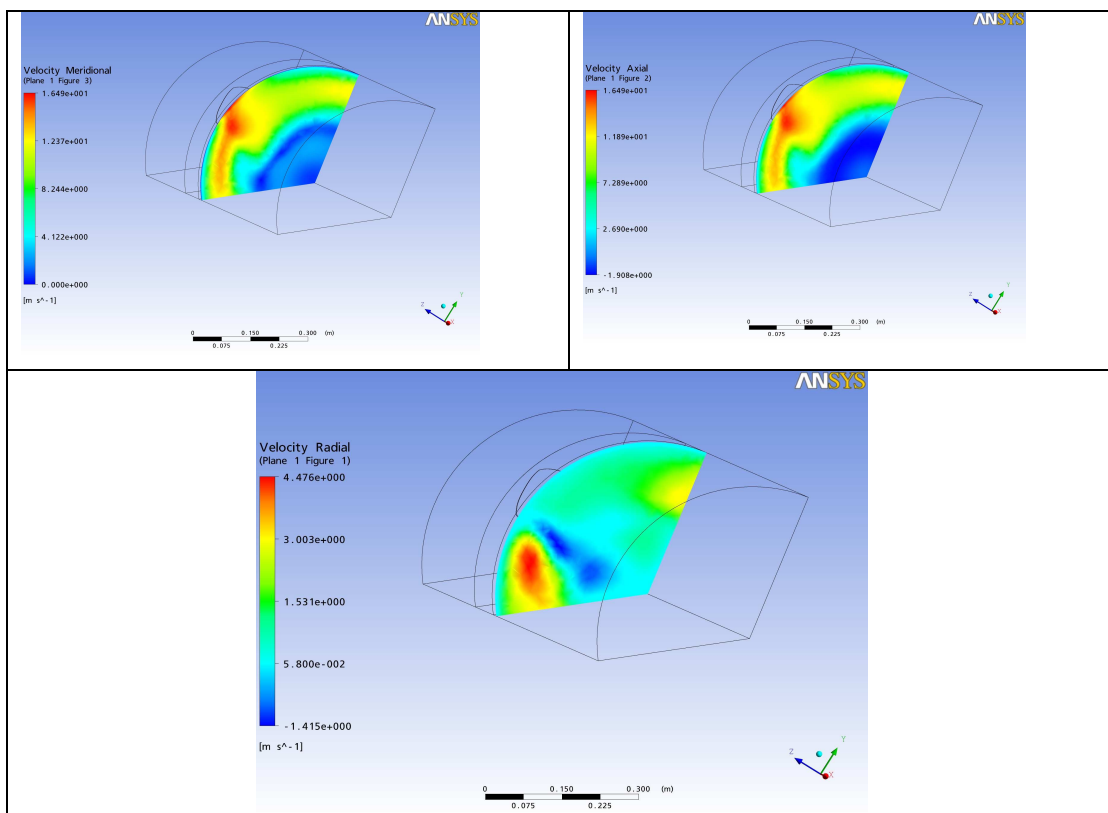 ANSYS
Velocity Meridional
(Plane 1 Figure 3)
1.649e+001
1.237e+001
8.244e+000
4.122e+000
0.000e+000
[m s^-1]
Y
Z
X
0 0.150 0.300 (m)
0.075 0.225
ANSYS
Velocity Axial
(Plane 1 Figure 2)
1.649e+001
1.189e+001
7.289e+000
2.690e+000
-1.908e+000
[m s^-1]
Y
Z
X
0 0.150 0.300 (m)
0.075 0.225
ANSYS
Velocity Radial
(Plane 1 Figure 1)
4.476e+000
3.003e+000
1.531e+000
5.800e-002
-1.415e+000
[m s^-1]
Y
Z
X
0 0.150 0.300 (m)
0.075 0.225